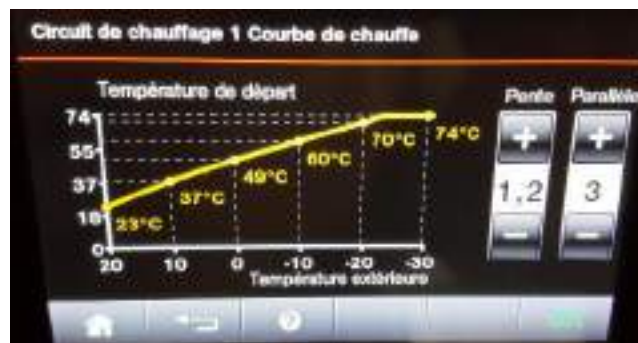 Circuit de chauffage 1 Courbe de chauffe
Température de départ
Pente Parallèle
74
55
37
18
0
23°C 37°C 49°C 60°C 70°C 74°C
+ +
1,2 3
- -
20 10 0 -10 -20 -30
Température extérieure
?
OK